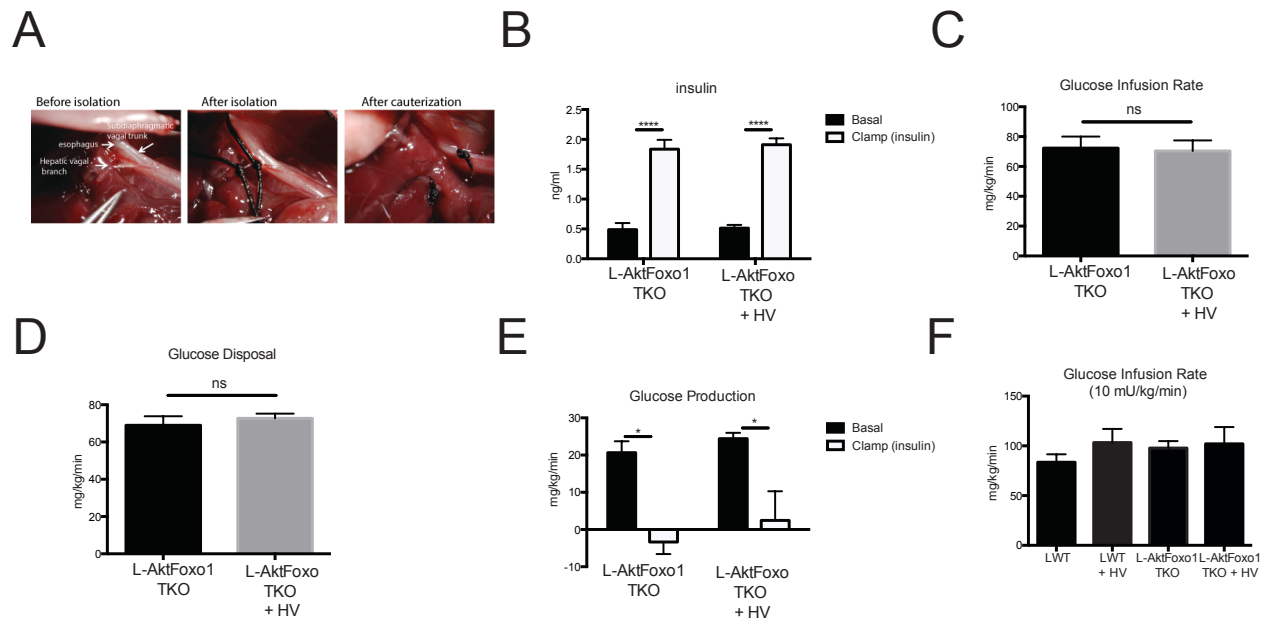 A
Before isolation
After isolation
After cauterization
Subdiaphragmatic
vagal trunk
esophagus
Hepatic vagal
branch
B
insulin
ng/ml
2.5
2.0
1.5
1.0
0.5
0.0
****
****
L-AktFoxo1
TKO
L-AktFoxo
TKO
+ HV
Basal
Clamp (insulin)
C
Glucose Infusion Rate
mg/kg/min
100
80
60
40
20
0
ns
L-AktFoxo1
TKO
L-AktFoxo
TKO
+ HV
D
Glucose Disposal
mg/kg/min
80
60
40
20
0
ns
L-AktFoxo1
TKO
L-AktFoxo
TKO
+ HV
E
Glucose Production
mg/kg/min
30
20
10
0
-10
*
*
L-AktFoxo1
TKO
L-AktFoxo
TKO
+ HV
Basal
Clamp (insulin)
F
Glucose Infusion Rate
(10 mU/kg/min)
mg/kg/min
150
100
50
0
LWT
LWT
+ HV
L-AktFoxo1
TKO
L-AktFoxo1
TKO + HV